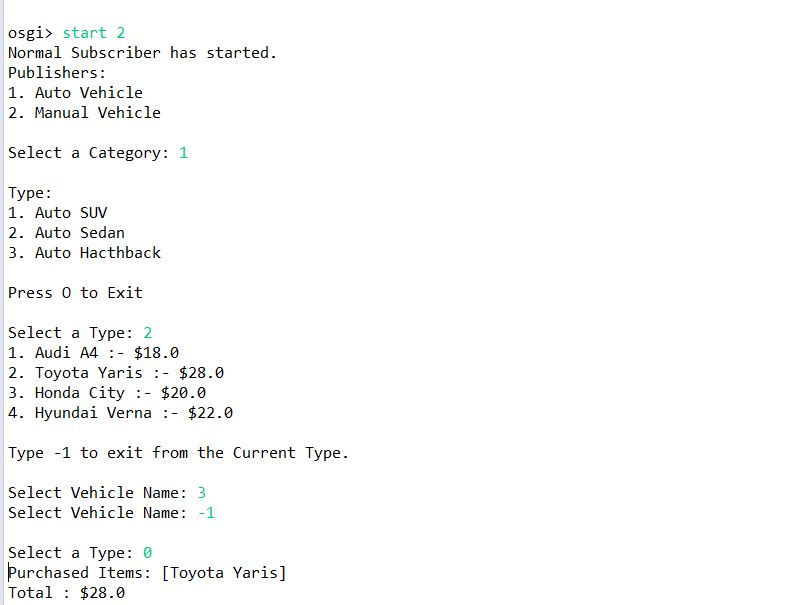 osgi> start 2
Normal Subscriber has started.
Publishers:
1. Auto Vehicle
2. Manual Vehicle
Select a Category: 1
Type:
1. Auto SUV
2. Auto Sedan
3. Auto Hacthback
Press 0 to Exit
Select a Type: 2
1. Audi A4 :- $18.0
2. Toyota Yaris :- $28.0
3. Honda City :- $20.0
4. Hyundai Verna :- $22.0
Type -1 to exit from the Current Type.
Select Vehicle Name: 3
Select Vehicle Name: -1
Select a Type: 0
Purchased Items: [Toyota Yaris]
Total : $28.0